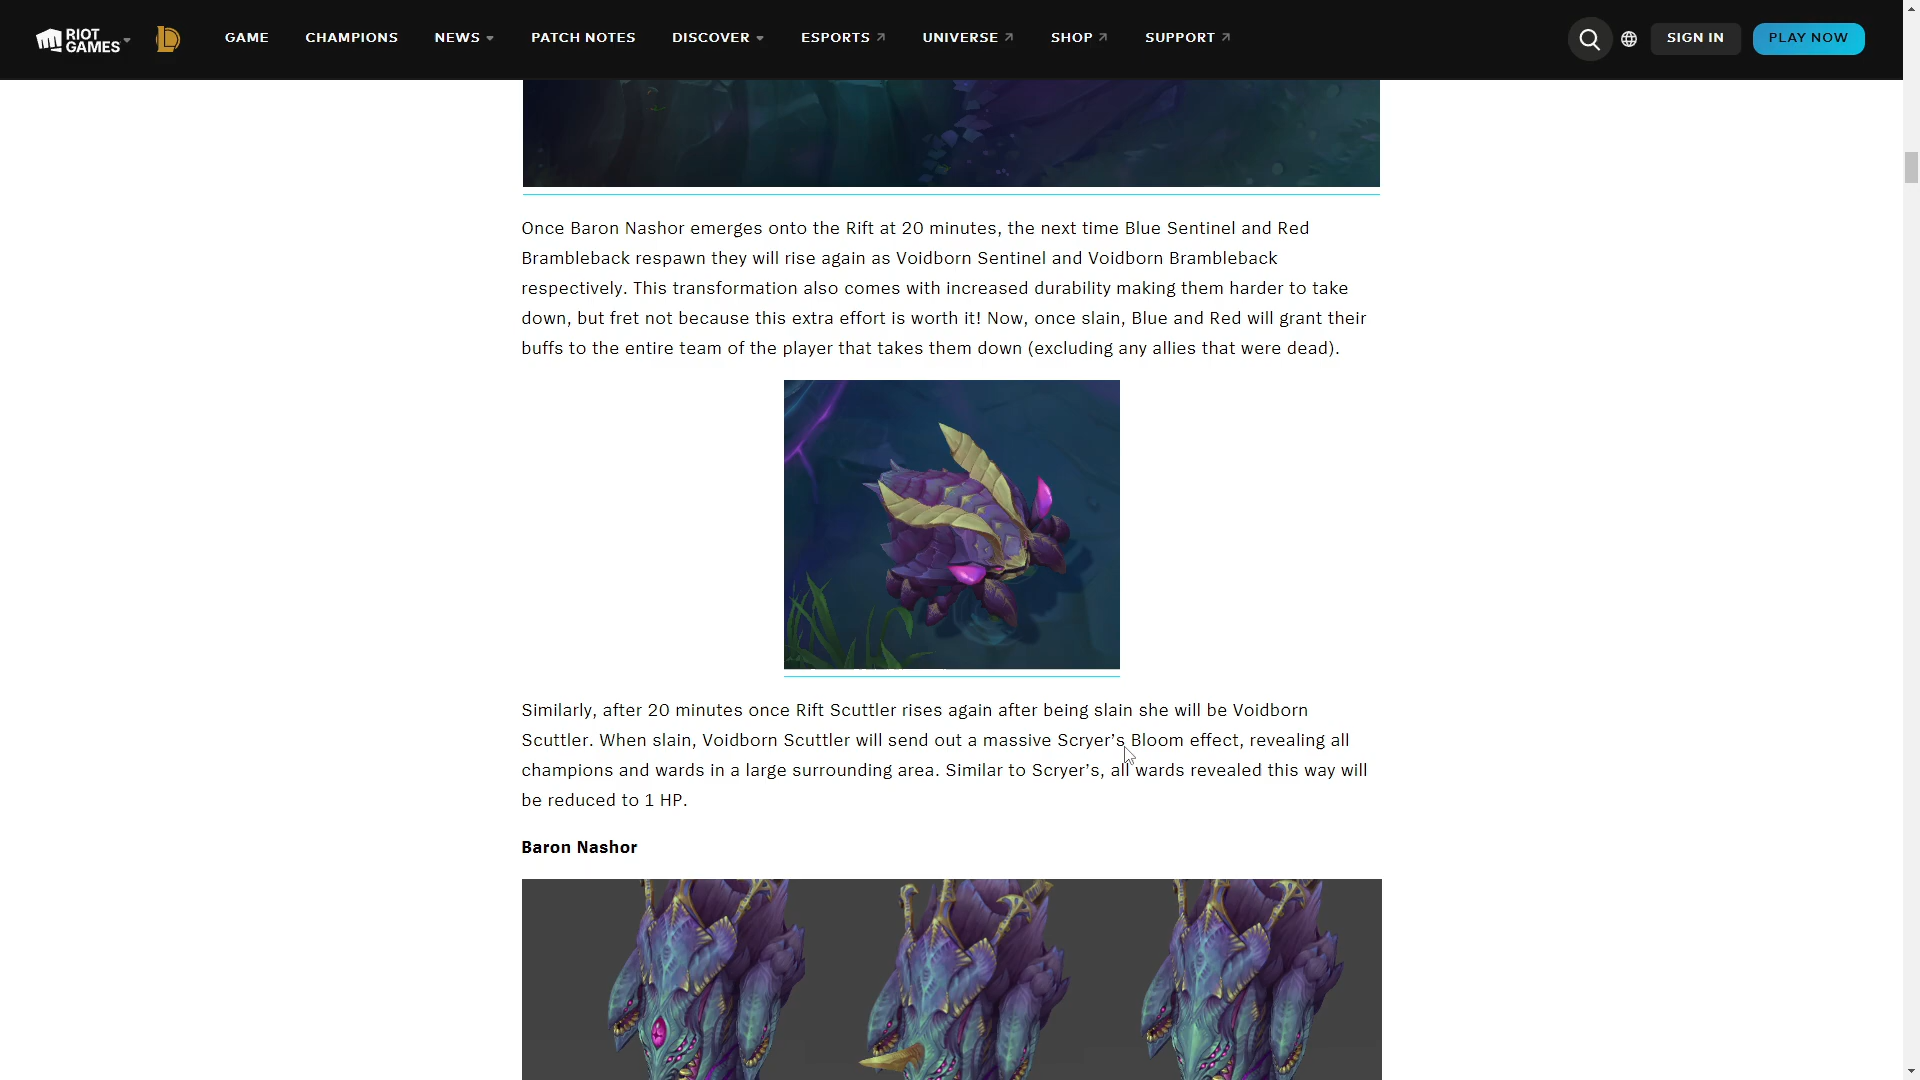 RIOT GAMES GAME CHAMPIONS NEWS PATCH NOTES DISCOVER ESPORTS UNIVERSE SHOP SUPPORT SIGN IN PLAY NOW
Once Baron Nashor emerges onto the Rift at 20 minutes, the next time Blue Sentinel and Red
Brambleback respawn they will rise again as Voidborn Sentinel and Voidborn Brambleback
respectively. This transformation also comes with increased durability making them harder to take
down, but fret not because this extra effort is worth it! Now, once slain, Blue and Red will grant their
buffs to the entire team of the player that takes them down (excluding any allies that were dead).
Similarly, after 20 minutes once Rift Scuttler rises again after being slain she will be Voidborn
Scuttler. When slain, Voidborn Scuttler will send out a massive Scryer’s Bloom effect, revealing all
champions and wards in a large surrounding area. Similar to Scryer’s, all wards revealed this way will
be reduced to 1 HP.
Baron Nashor